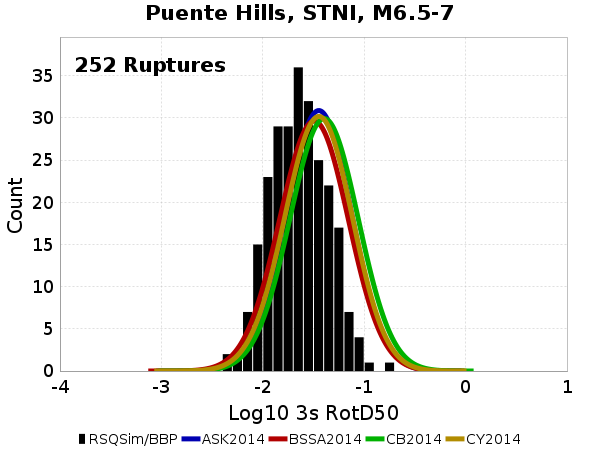 Puente Hills, STNI, M6.5-7
252 Ruptures
35
30
25
20
15
10
5
0
Count
-4 -3 -2 -1 0 1
Log10 3s RotD50
RSQSim/BBP ASK2014 BSSA2014 CB2014 CY2014